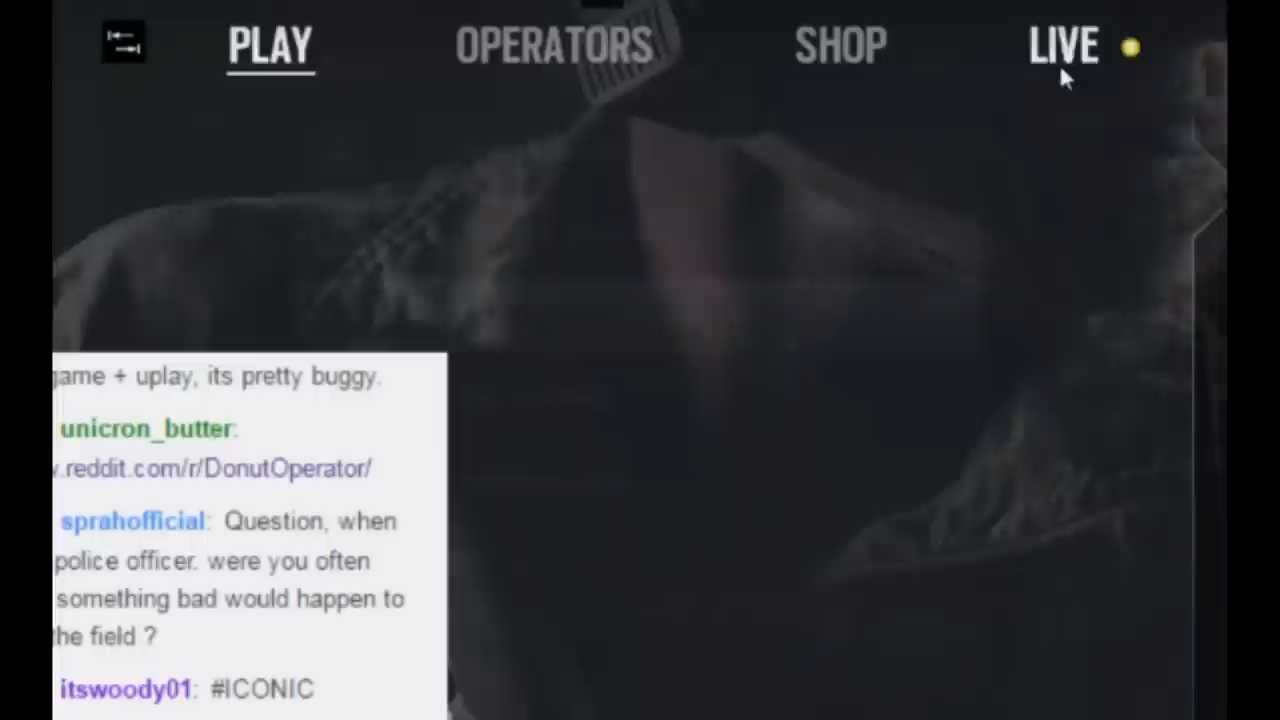 PLAY OPERATORS SHOP LIVE
game + uplay, its pretty buggy.
unicron_butter:
.reddit.com/r/DonutOperator/
sprahofficial: Question, when
police officer. were you often
something bad would happen to
the field ?
itswoody01: #ICONIC